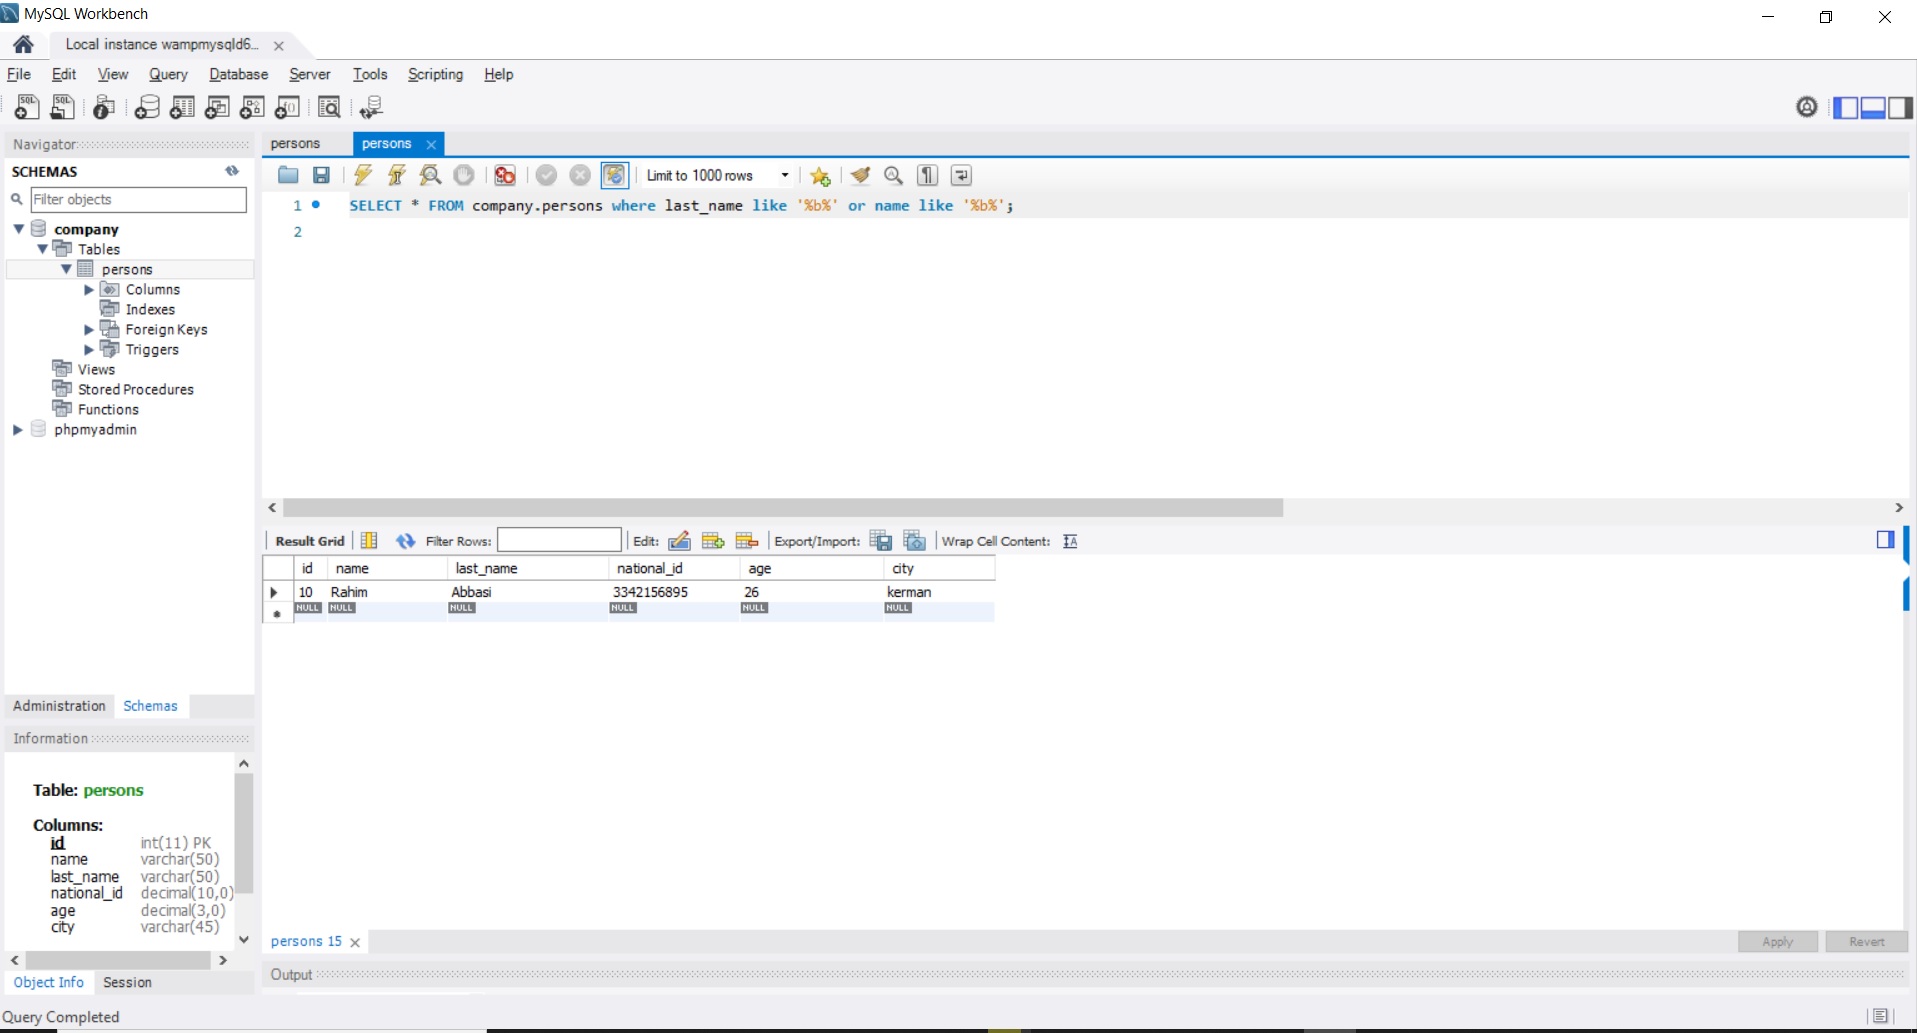 MySQL Workbench
Local instance wampmysqld6...
File Edit View Query Database Server Tools Scripting Help
Navigator
SCHEMAS
Filter objects
company
Tables
persons
Columns
Indexes
Foreign Keys
Triggers
Views
Stored Procedures
Functions
phpmyadmin
Administration Schemas
Information
Table: persons
Columns:
id int(11) PK
name varchar(50)
last_name varchar(50)
national_id decimal(10,0)
age decimal(3,0)
city varchar(45)
Object Info Session
persons persons
Limit to 1000 rows
1 SELECT * FROM company.persons where last_name like '%b%' or name like '%b%';
2
Result Grid Filter Rows: Edit: Export/Import: Wrap Cell Content:
id name last_name national_id age city
10 Rahim Abbasi 3342156895 26 kerman
NULL NULL NULL NULL NULL NULL
persons 15 Apply Revert
Output
Query Completed